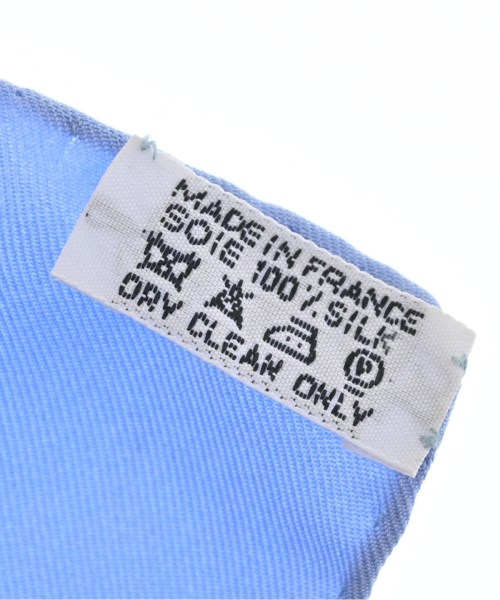 MADE IN FRANCE
SOIE 100% SILK
P
DRY CLEAN ONLY